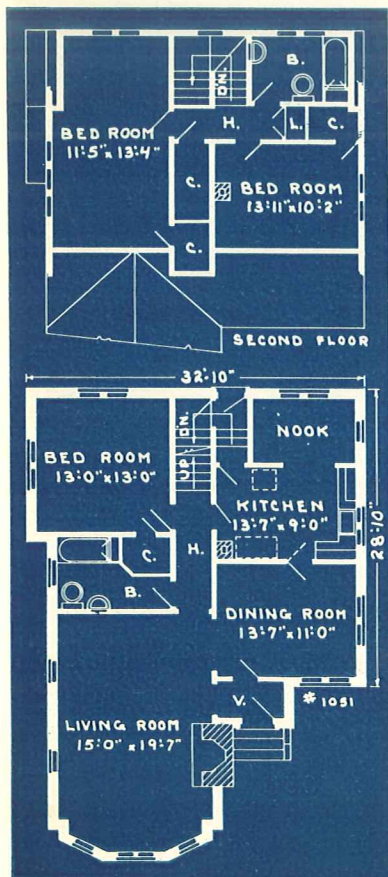 DN.
B.
BED ROOM
11'-5" x 13'-4"
H.
L.
C.
C.
BED ROOM
13'-11" x 10'-2"
C.
SECOND FLOOR
32'-10"
DN.
NOOK
BED ROOM
13'-0" x 13'-0"
UP
KITCHEN
13'-7" x 9'-0"
28'-10"
C.
H.
B.
DINING ROOM
13'-7" x 11'-0"
V.
# 1051
LIVING ROOM
15'-0" x 19'-7"